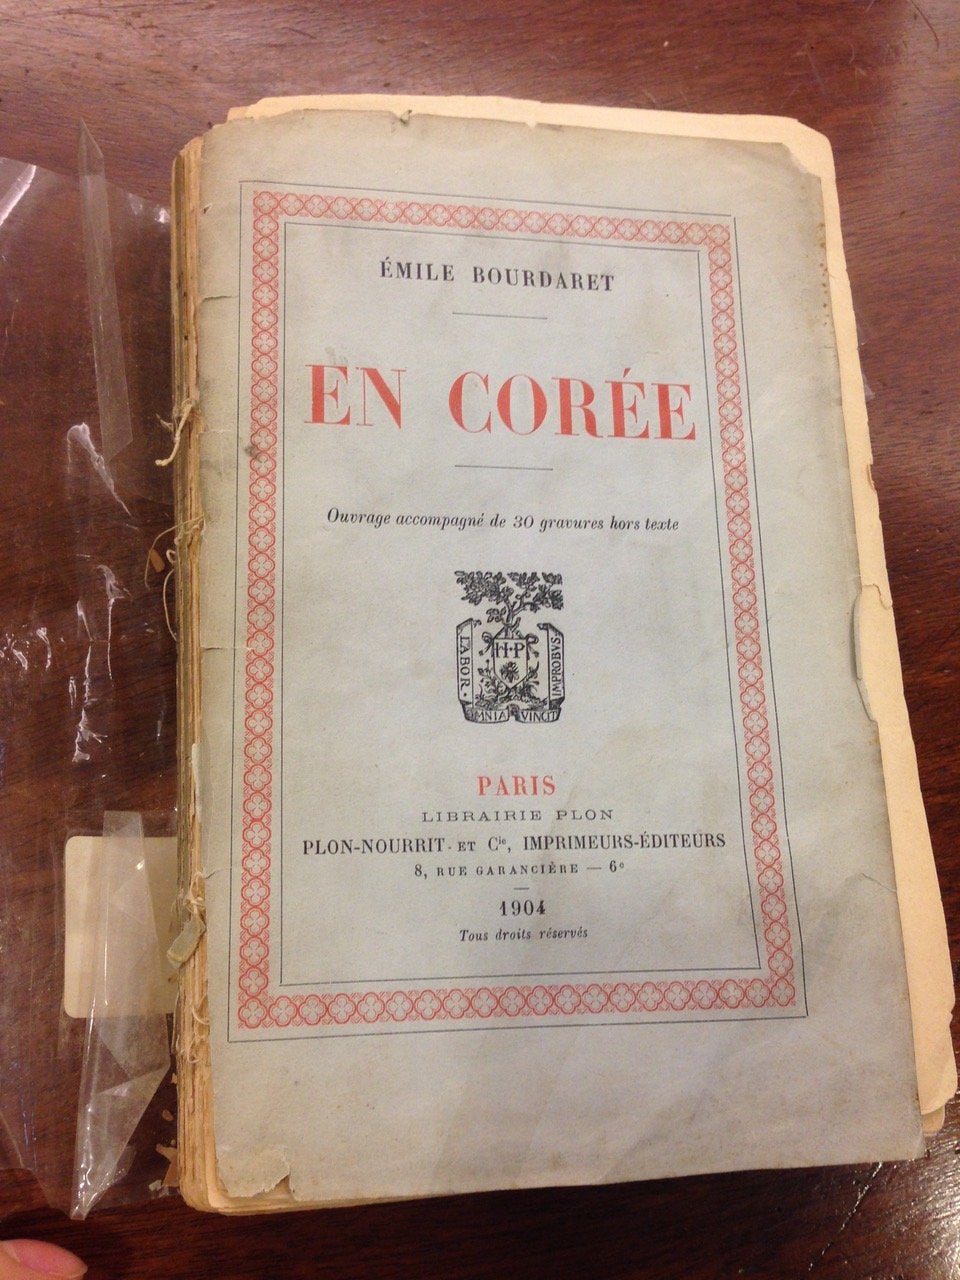 ÉMILE BOURDARET
EN CORÉE
Ouvrage accompagné de 30 gravures hors texte
LABOR
H·P
IMPROBVS
OMNIA VINCIT
PARIS
LIBRAIRIE PLON
PLON-NOURRIT ET Cie, IMPRIMEURS-ÉDITEURS
8, RUE GARANCIÈRE — 6e
1904
Tous droits réservés